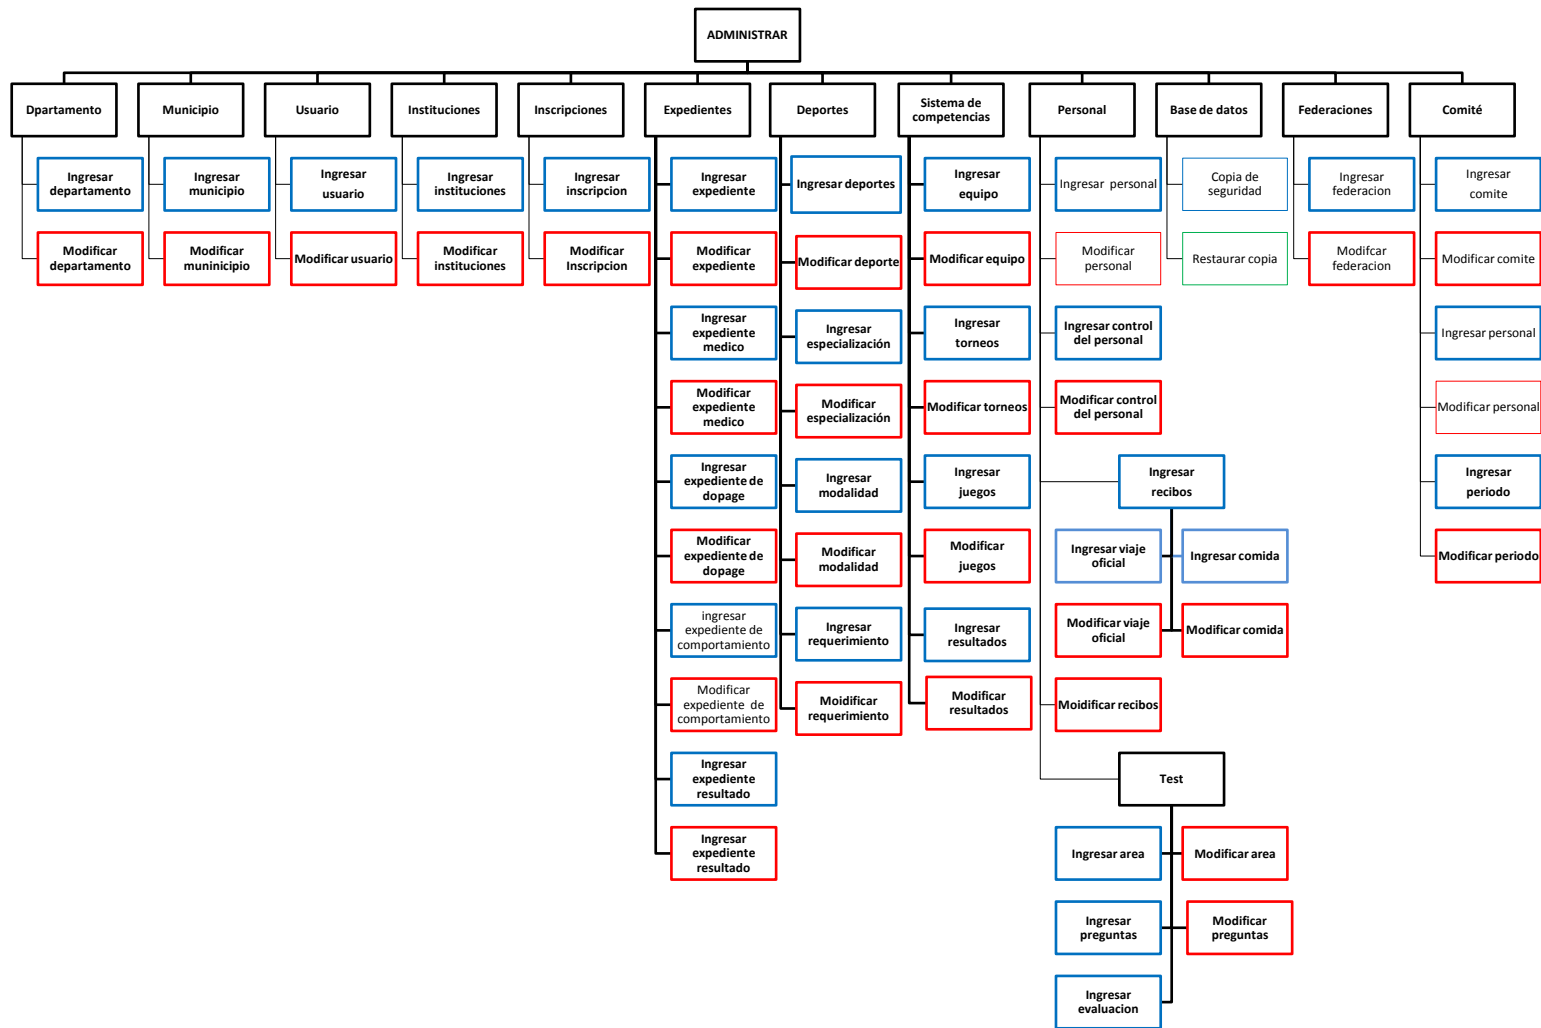 ADMINISTRAR
Dpartamento
Municipio
Usuario
Instituciones
Inscripciones
Expedientes
Deportes
Sistema de
competencias
Personal
Base de datos
Federaciones
Comité
Ingresar
departamento
Modificar
departamento
Ingresar
municipio
Modificar
muninicipio
Ingresar
usuario
Modificar usuario
Ingresar
instituciones
Modificar
instituciones
Ingresar
inscripcion
Modificar
Inscripcion
Ingresar
expediente
Modificar
expediente
Ingresar
expediente
medico
Modificar
expediente
medico
Ingresar
expediente de
dopage
Modificar
expediente de
dopage
ingresar
expediente de
comportamiento
Modificar
expediente de
comportamiento
Ingresar
expediente
resultado
Ingresar
expediente
resultado
Ingresar deportes
Modificar deporte
Ingresar
especialización
Modificar
especialización
Ingresar
modalidad
Modificar
modalidad
Ingresar
requerimiento
Moidificar
requerimiento
Ingresar
equipo
Modificar equipo
Ingresar
torneos
Modificar torneos
Ingresar
juegos
Modificar
juegos
Ingresar
resultados
Modificar
resultados
Ingresar personal
Modificar
personal
Ingresar control
del personal
Modificar control
del personal
Ingresar
recibos
Ingresar viaje
oficial
Ingresar comida
Modificar viaje
oficial
Modificar comida
Moidificar recibos
Test
Ingresar area
Modificar area
Ingresar
preguntas
Modificar
preguntas
Ingresar
evaluacion
Copia de
seguridad
Restaurar copia
Ingresar
federacion
Modifcar
federacion
Ingresar
comite
Modificar comite
Ingresar personal
Modificar personal
Ingresar
periodo
Modificar periodo